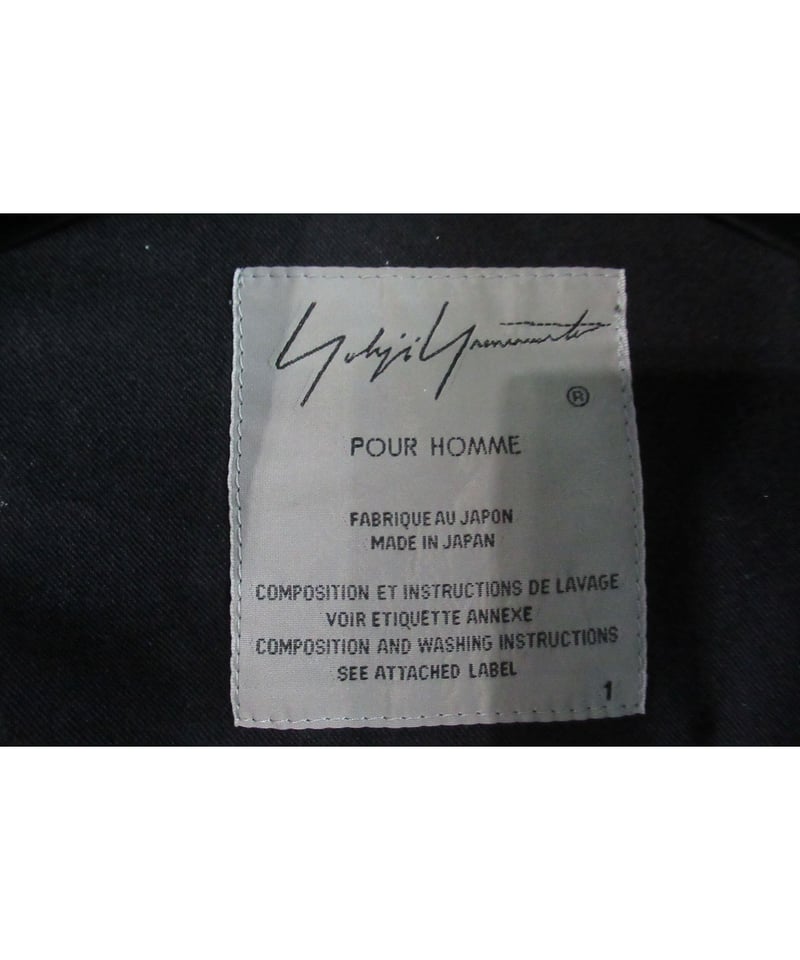 Yohji Yamamoto
®
POUR HOMME
FABRIQUE AU JAPON
MADE IN JAPAN
COMPOSITION ET INSTRUCTIONS DE LAVAGE
VOIR ETIQUETTE ANNEXE
COMPOSITION AND WASHING INSTRUCTIONS
SEE ATTACHED LABEL
1